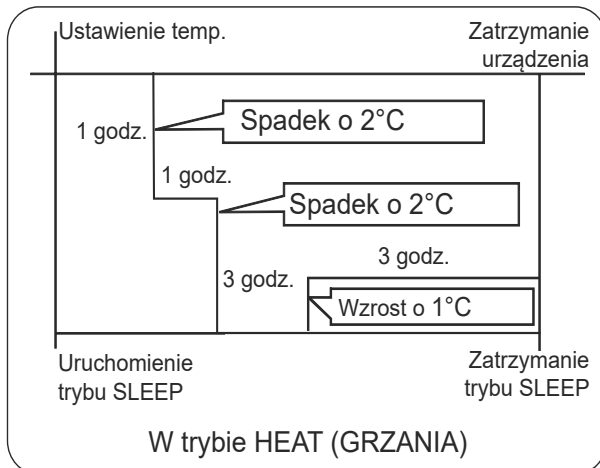 Ustawienie temp.
Zatrzymanie
urządzenia
1 godz.
Spadek o 2°C
1 godz.
Spadek o 2°C
3 godz.
3 godz.
Wzrost o 1°C
Uruchomienie
trybu SLEEP
Zatrzymanie
trybu SLEEP
W trybie HEAT (GRZANIA)